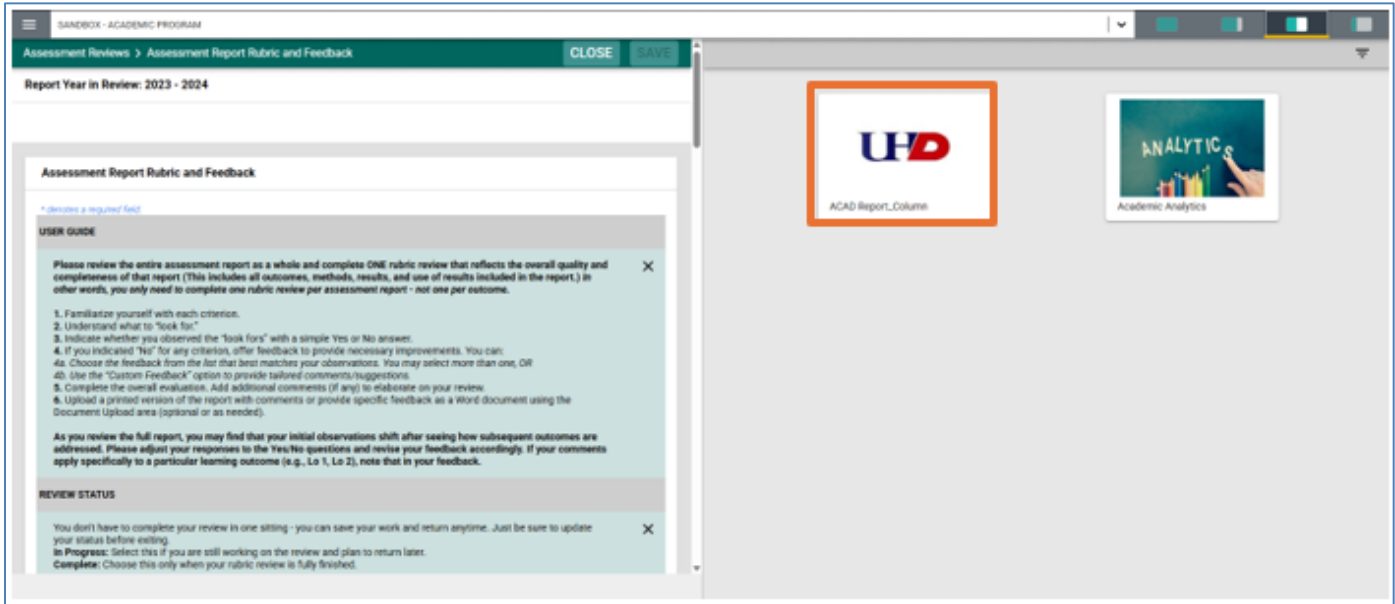 SANDBOX - ACADEMIC PROGRAM
Assessment Reviews > Assessment Report Rubric and Feedback
CLOSE
SAVE
Report Year in Review: 2023 - 2024
Assessment Report Rubric and Feedback
* denotes a required field
USER GUIDE
Please review the entire assessment report as a whole and complete ONE rubric review that reflects the overall quality and
completeness of that report (This includes all outcomes, methods, results, and use of results included in the report.) In
other words, you only need to complete one rubric review per assessment report - not one per outcome.
1. Familiarize yourself with each criterion.
2. Understand what to "look for."
3. Indicate whether you observed the "look fors" with a simple Yes or No answer.
4. If you indicated "No" for any criterion, offer feedback to provide necessary improvements. You can:
4a. Choose the feedback from the list that best matches your observations. You may select more than one, OR
4b. Use the "Custom Feedback" option to provide tailored comments/suggestions.
5. Complete the overall evaluation. Add additional comments (if any) to elaborate on your review.
6. Upload a printed version of the report with comments or provide specific feedback as a Word document using the
Document Upload area (optional or as needed).
As you review the full report, you may find that your initial observations shift after seeing how subsequent outcomes are
addressed. Please adjust your responses to the Yes/No questions and revise your feedback accordingly. If your comments
apply specifically to a particular learning outcome (e.g., Lo 1, Lo 2), note that in your feedback.
REVIEW STATUS
You don't have to complete your review in one sitting - you can save your work and return anytime. Just be sure to update
your status before exiting.
In Progress: Select this if you are still working on the review and plan to return later.
Complete: Choose this only when your rubric review is fully finished.
UHD
ACAD Report_Column
ANALYTICS
Academic Analytics